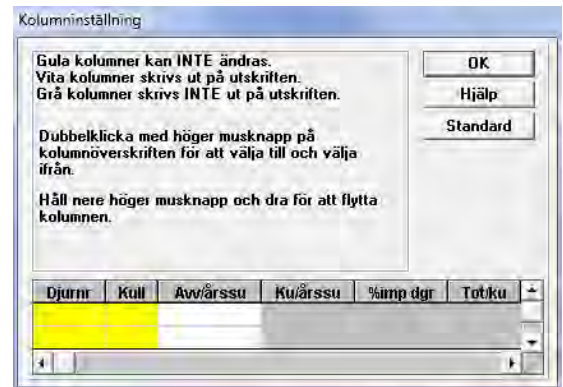 Kolumninställning
Gula kolumner kan INTE ändras.
Vita kolumner skrivs ut på utskriften.
Grå kolumner skrivs INTE ut på utskriften.
Dubbelklicka med höger musknapp på
kolumnöverskriften för att välja till och välja
ifrån.
Håll nere höger musknapp och dra för att flytta
kolumnen.
OK
Hjälp
Standard
Djurnr Kull Avv/årssu Ku/årssu %imp dgr Tot/ku